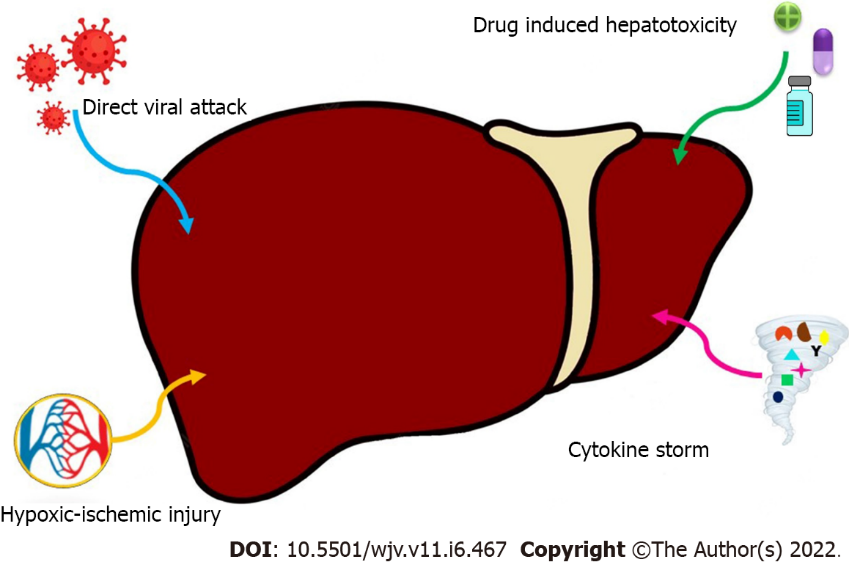 Drug induced hepatotoxicity
Direct viral attack
Y
Cytokine storm
Hypoxic-ischemic injury
DOI: 10.5501/wjv.v11.i6.467 Copyright ©The Author(s) 2022.